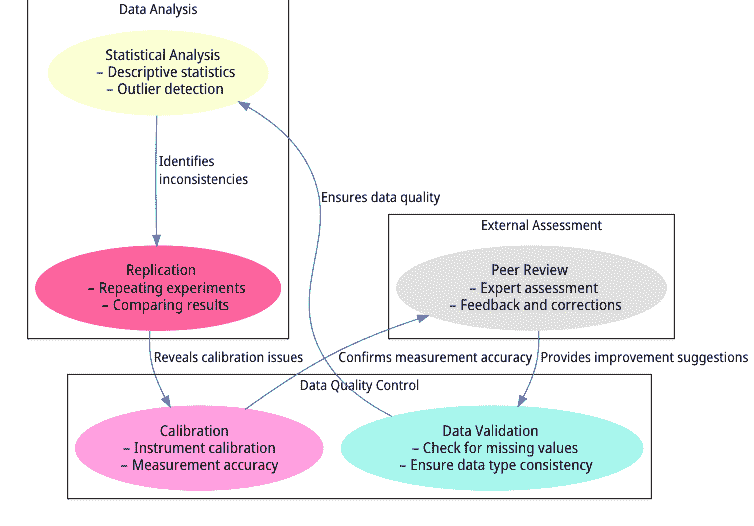 Data Analysis
Statistical Analysis
– Descriptive statistics
– Outlier detection
Identifies
inconsistencies
Ensures data quality
External Assessment
Replication
– Repeating experiments
– Comparing results
Peer Review
– Expert assessment
– Feedback and corrections
Reveals calibration issues
Confirms measurement accuracy
Provides improvement suggestions
Data Quality Control
Calibration
– Instrument calibration
– Measurement accuracy
Data Validation
– Check for missing values
– Ensure data type consistency